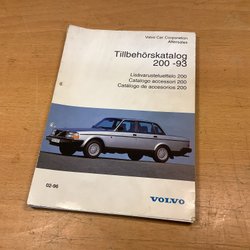 Volvo Car Corporation
Aftersales
Tillbehörskatalog
200 -93
Lisävarusteluettelo 200
Catalogo accessori 200
Catálogo de accesorios 200
02-96
VOLVO